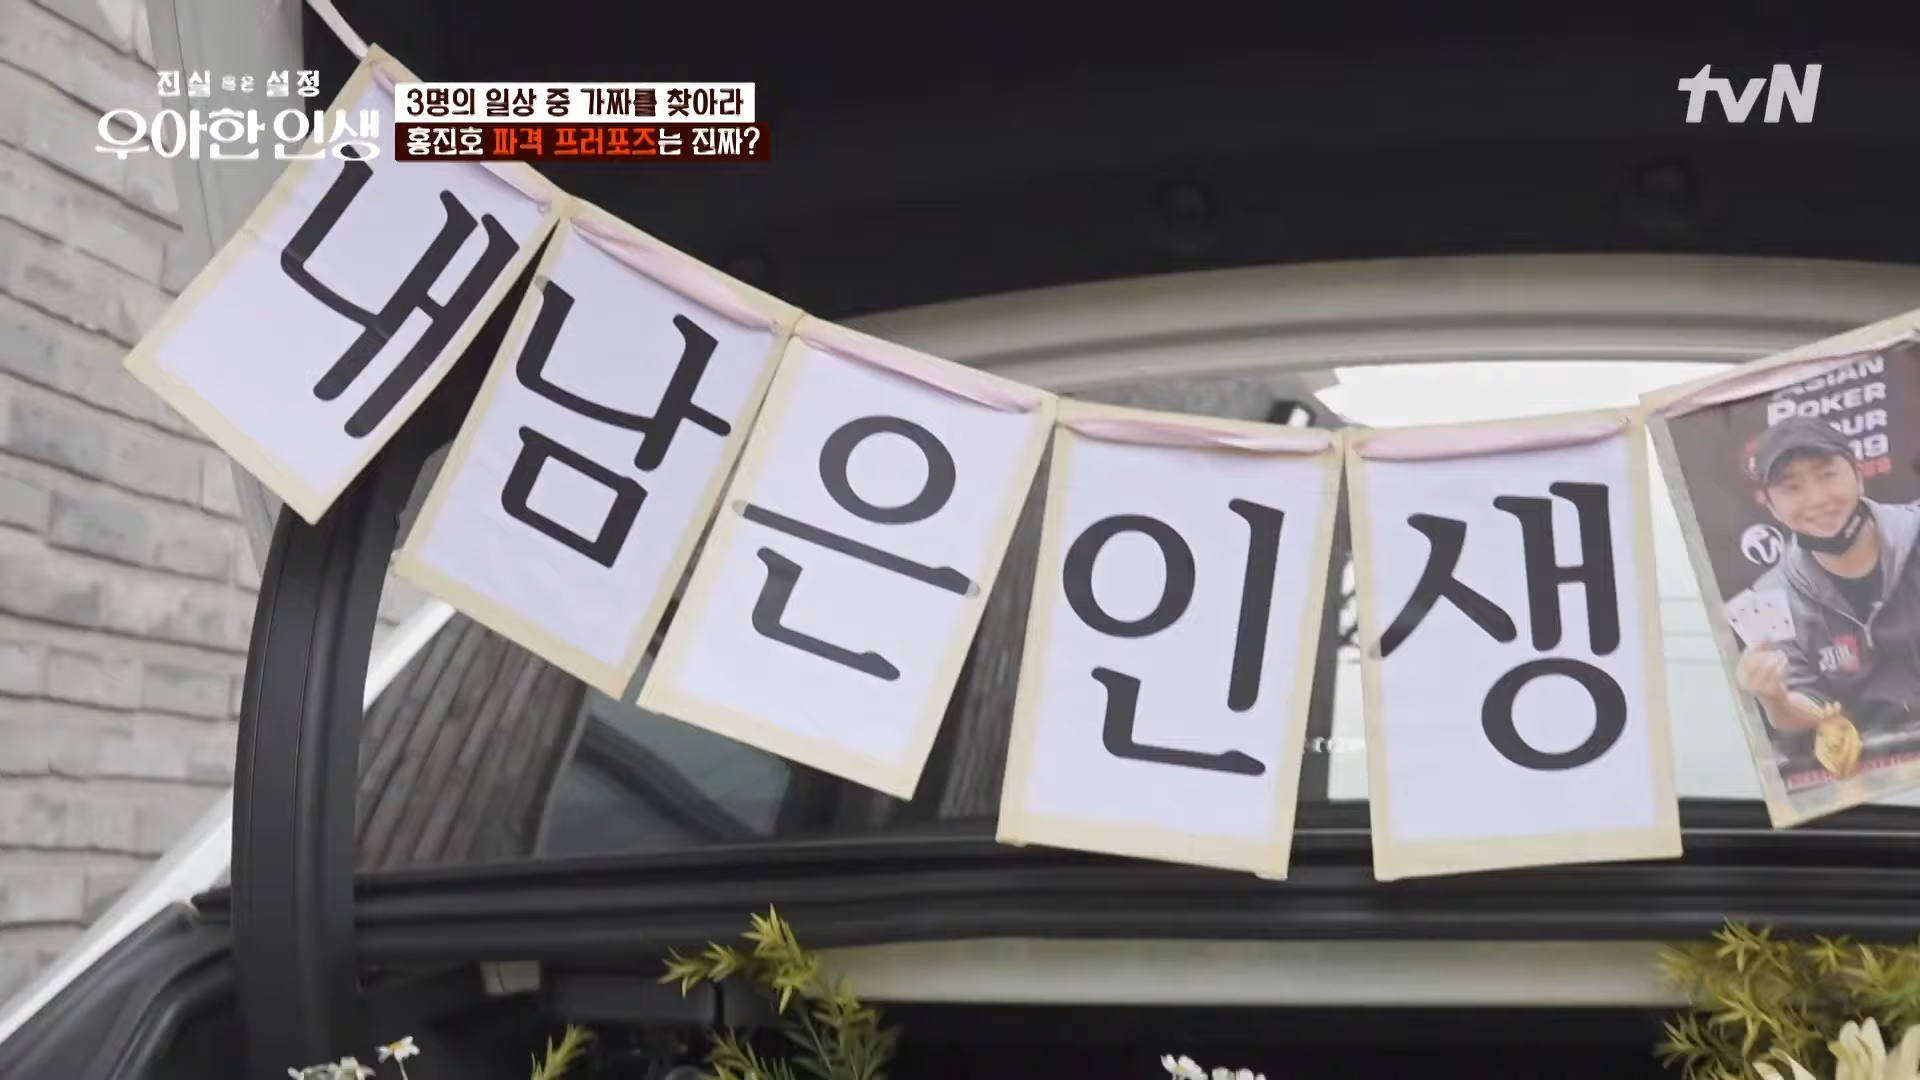 진실 혹은 설정
우아한 인생
3명의 일상 중 가짜를 찾아라
홍진호 파격 프러포즈는 진짜?
tvN
내 남은 인생
ASIAN
POKER
TOUR